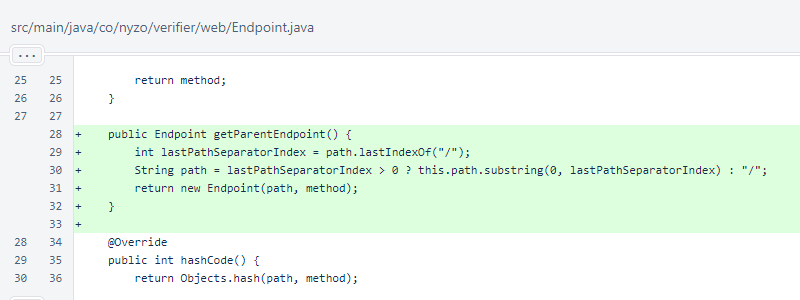 src/main/java/co/nyzo/verifier/web/Endpoint.java
...
25 25 return method;
26 26 }
27 27
28 + public Endpoint getParentEndpoint() {
29 + int lastPathSeparatorIndex = path.lastIndexOf("/");
30 + String path = lastPathSeparatorIndex > 0 ? this.path.substring(0, lastPathSeparatorIndex) : "/";
31 + return new Endpoint(path, method);
32 + }
33 +
28 34 @Override
29 35 public int hashCode() {
30 36 return Objects.hash(path, method);